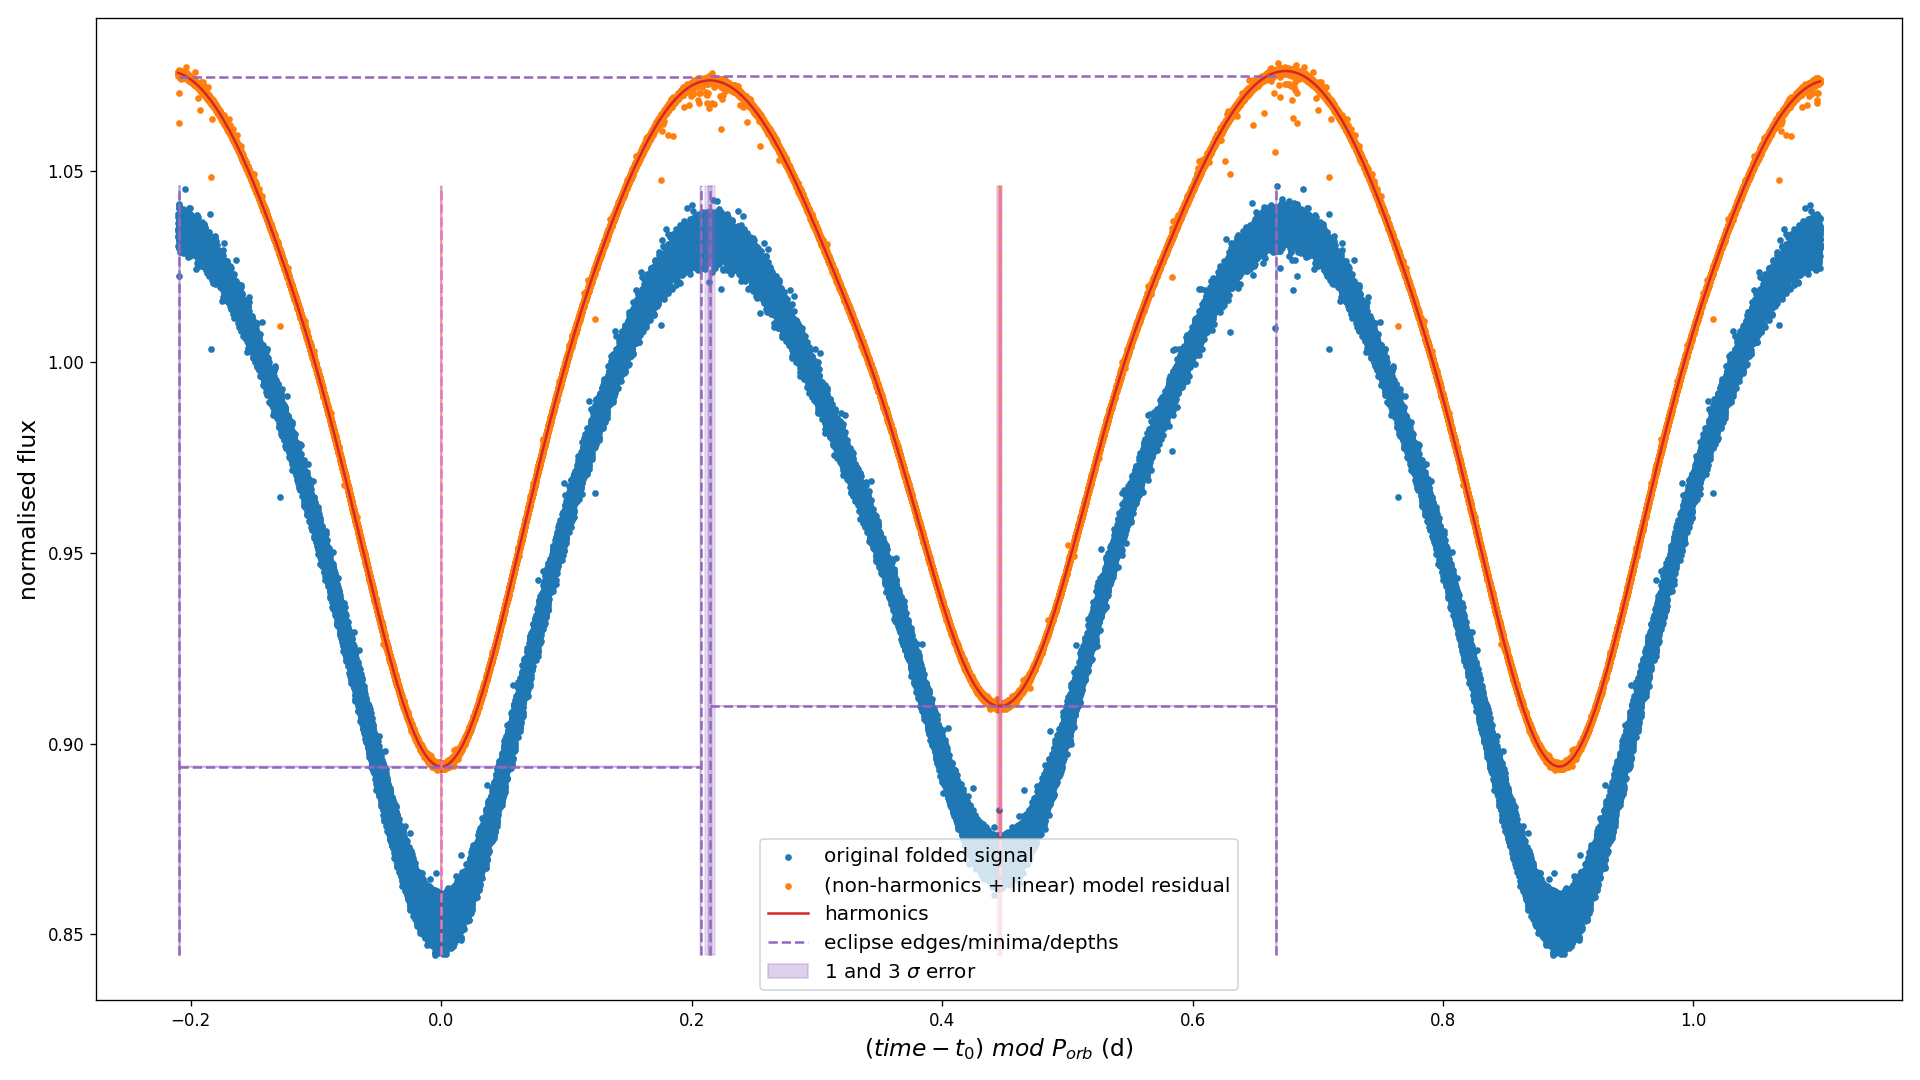 normalised flux
1.05
1.00
0.95
0.90
0.85
original folded signal
(non-harmonics + linear) model residual
harmonics
eclipse edges/minima/depths
1 and 3 σ error
−0.2
0.0
0.2
0.4
0.6
0.8
1.0
(time − t₀) mod Pₒᵣb (d)